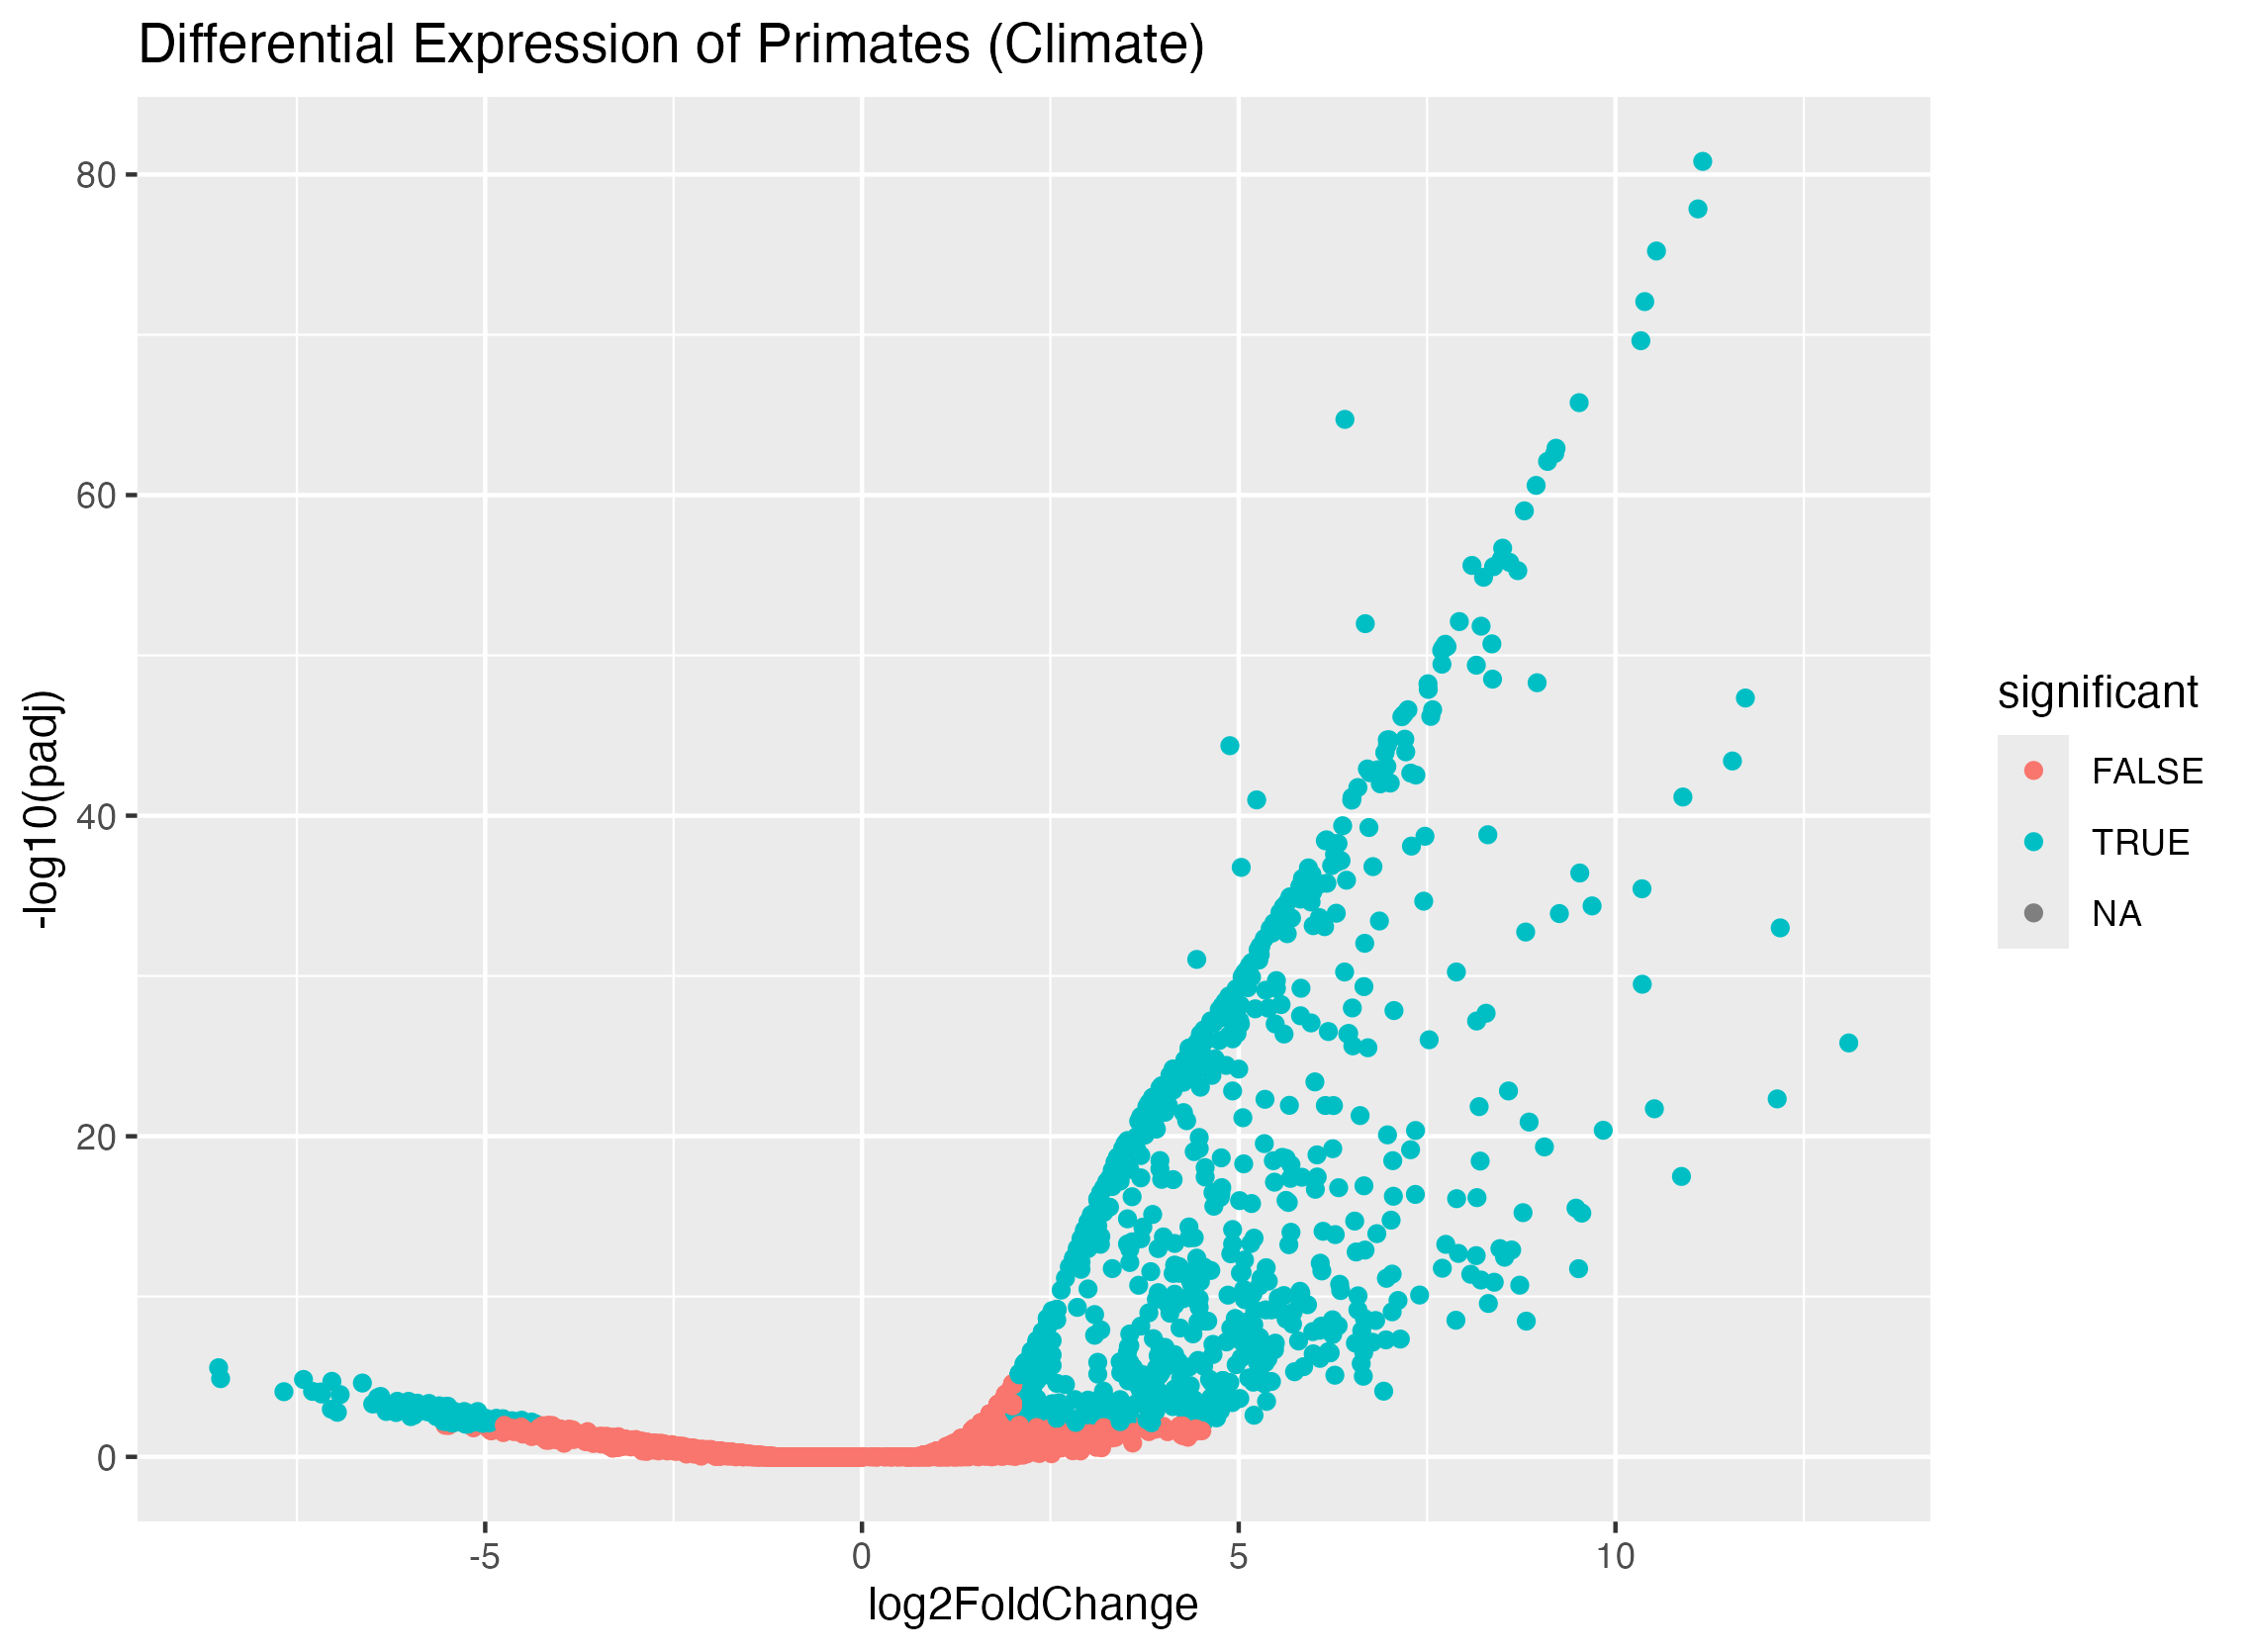 Differential Expression of Primates (Climate)
80
60
40
20
0
-log10(padj)
-5
0
5
10
log2FoldChange
significant
FALSE
TRUE
NA